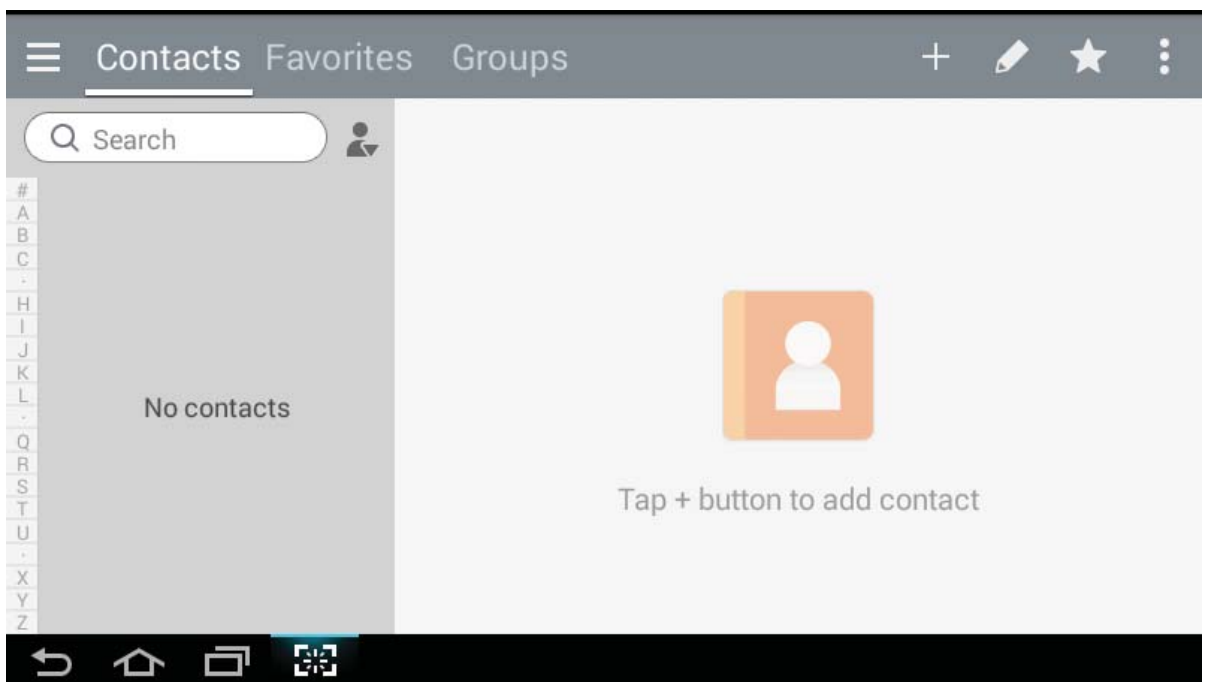 Contacts Favorites Groups
Search
#
A
B
C
·
H
I
J
K
L
·
Q
R
S
T
U
·
X
Y
Z
No contacts
Tap + button to add contact